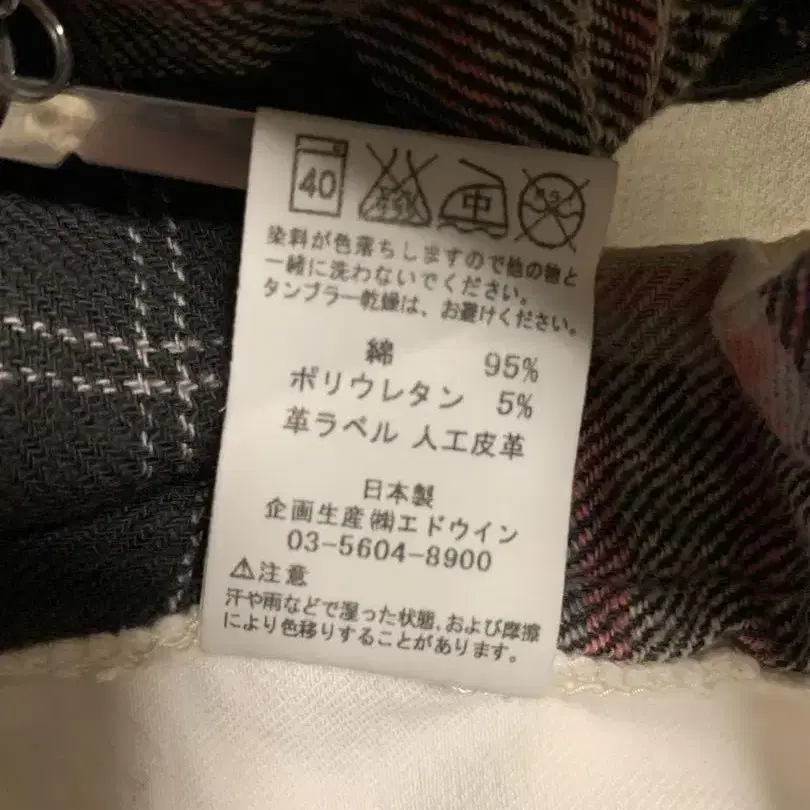 40
中
染料が色落ちしますので他の物と
一緒に洗わないでください。
タンブラー乾燥は、お避けください。
綿 95%
ポリウレタン 5%
革ラベル 人工皮革
日本製
企画生産㈱エドウイン
03-5604-8900
⚠注意
汗や雨などで湿った状態、および摩擦
により色移りすることがあります。